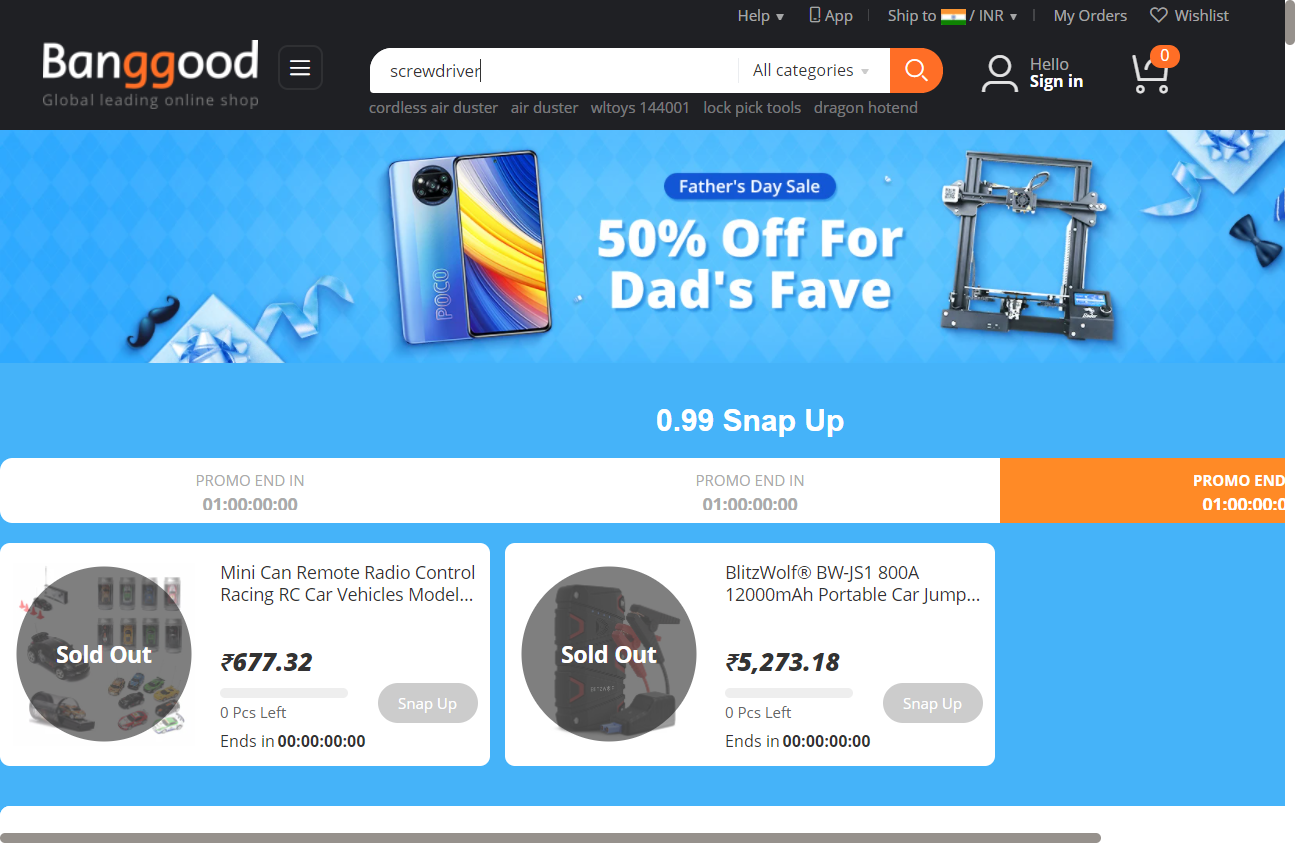 Help
App
Ship to / INR
My Orders
Wishlist
Banggood
Global leading online shop
screwdriver
All categories
Hello
Sign in
0
cordless air duster air duster wltoys 144001 lock pick tools dragon hotend
Father's Day Sale
50% Off For
Dad's Fave
POCO
0.99 Snap Up
PROMO END IN
01:00:00:00
PROMO END IN
01:00:00:00
PROMO END
01:00:00:0
Sold Out
Mini Can Remote Radio Control
Racing RC Car Vehicles Model...
₹677.32
0 Pcs Left
Snap Up
Ends in 00:00:00:00
Sold Out
BlitzWolf® BW-JS1 800A
12000mAh Portable Car Jump...
₹5,273.18
0 Pcs Left
Snap Up
Ends in 00:00:00:00